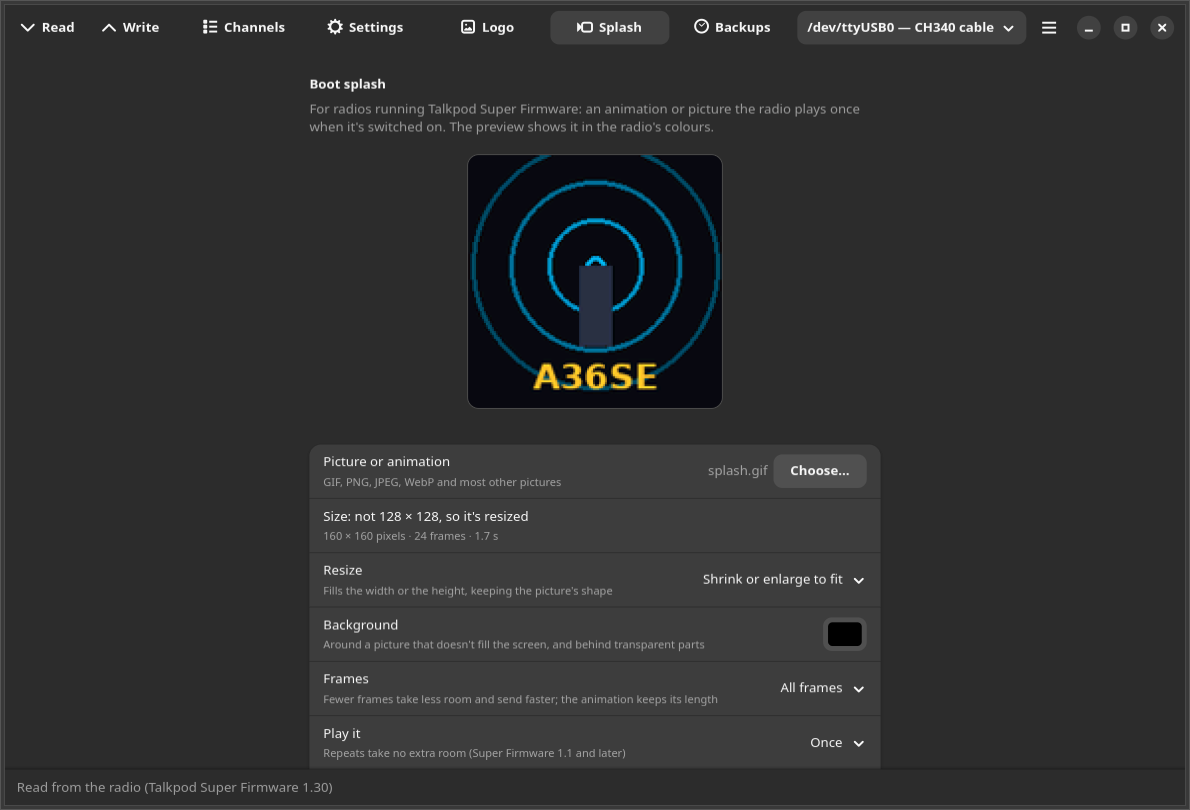 Read
Write
Channels
Settings
Logo
Splash
Backups
/dev/ttyUSB0 — CH340 cable
Boot splash
For radios running Talkpod Super Firmware: an animation or picture the radio plays once
when it's switched on. The preview shows it in the radio's colours.
A36SE
Picture or animation
GIF, PNG, JPEG, WebP and most other pictures
splash.gif
Choose...
Size: not 128 × 128, so it's resized
160 × 160 pixels · 24 frames · 1.7 s
Resize
Fills the width or the height, keeping the picture's shape
Shrink or enlarge to fit
Background
Around a picture that doesn't fill the screen, and behind transparent parts
Frames
Fewer frames take less room and send faster; the animation keeps its length
All frames
Play it
Repeats take no extra room (Super Firmware 1.1 and later)
Once
Read from the radio (Talkpod Super Firmware 1.30)